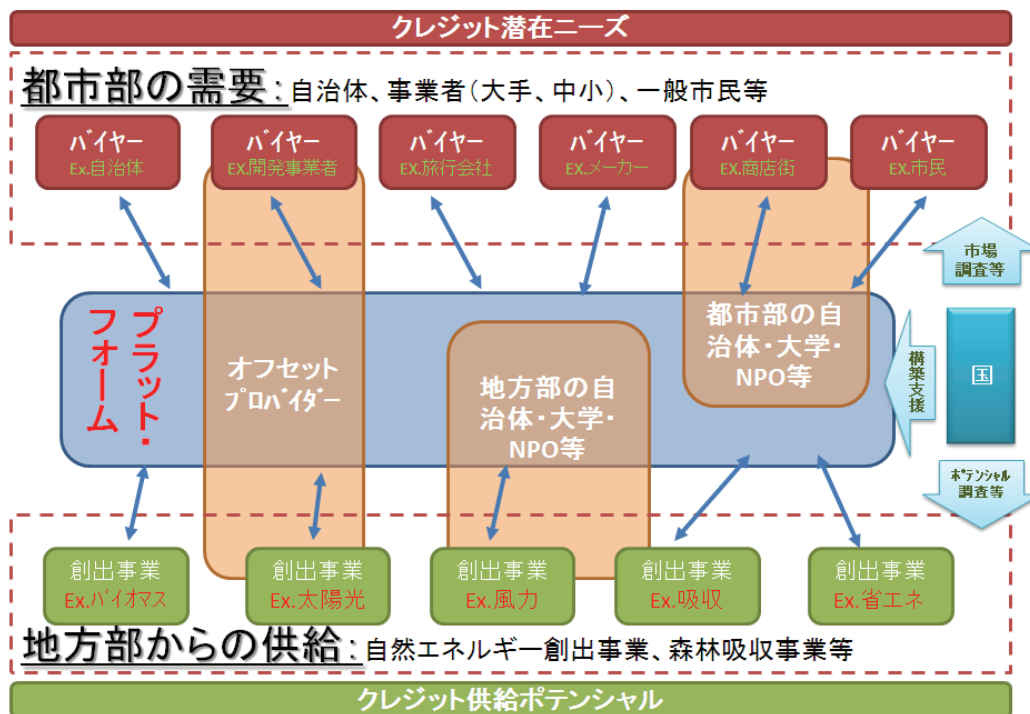 クレジット潜在ニーズ
都市部の需要：自治体、事業者（大手、中小）、一般市民等
バイヤー
Ex.自治体
バイヤー
EX.開発事業者
バイヤー
EX.旅行会社
バイヤー
EX.メーカー
バイヤー
EX.商店街
バイヤー
EX.市民
市場
調査等
プラット・
フォーム
オフセット
プロバイダー
地方部の自
治体・大学・
NPO等
都市部の自
治体・大学・
NPO等
構築支援
国
ポテンシャル
調査等
創出事業
Ex.バイオマス
創出事業
Ex.太陽光
創出事業
Ex.風力
創出事業
Ex.吸収
創出事業
Ex.省エネ
地方部からの供給：自然エネルギー創出事業、森林吸収事業等
クレジット供給ポテンシャル